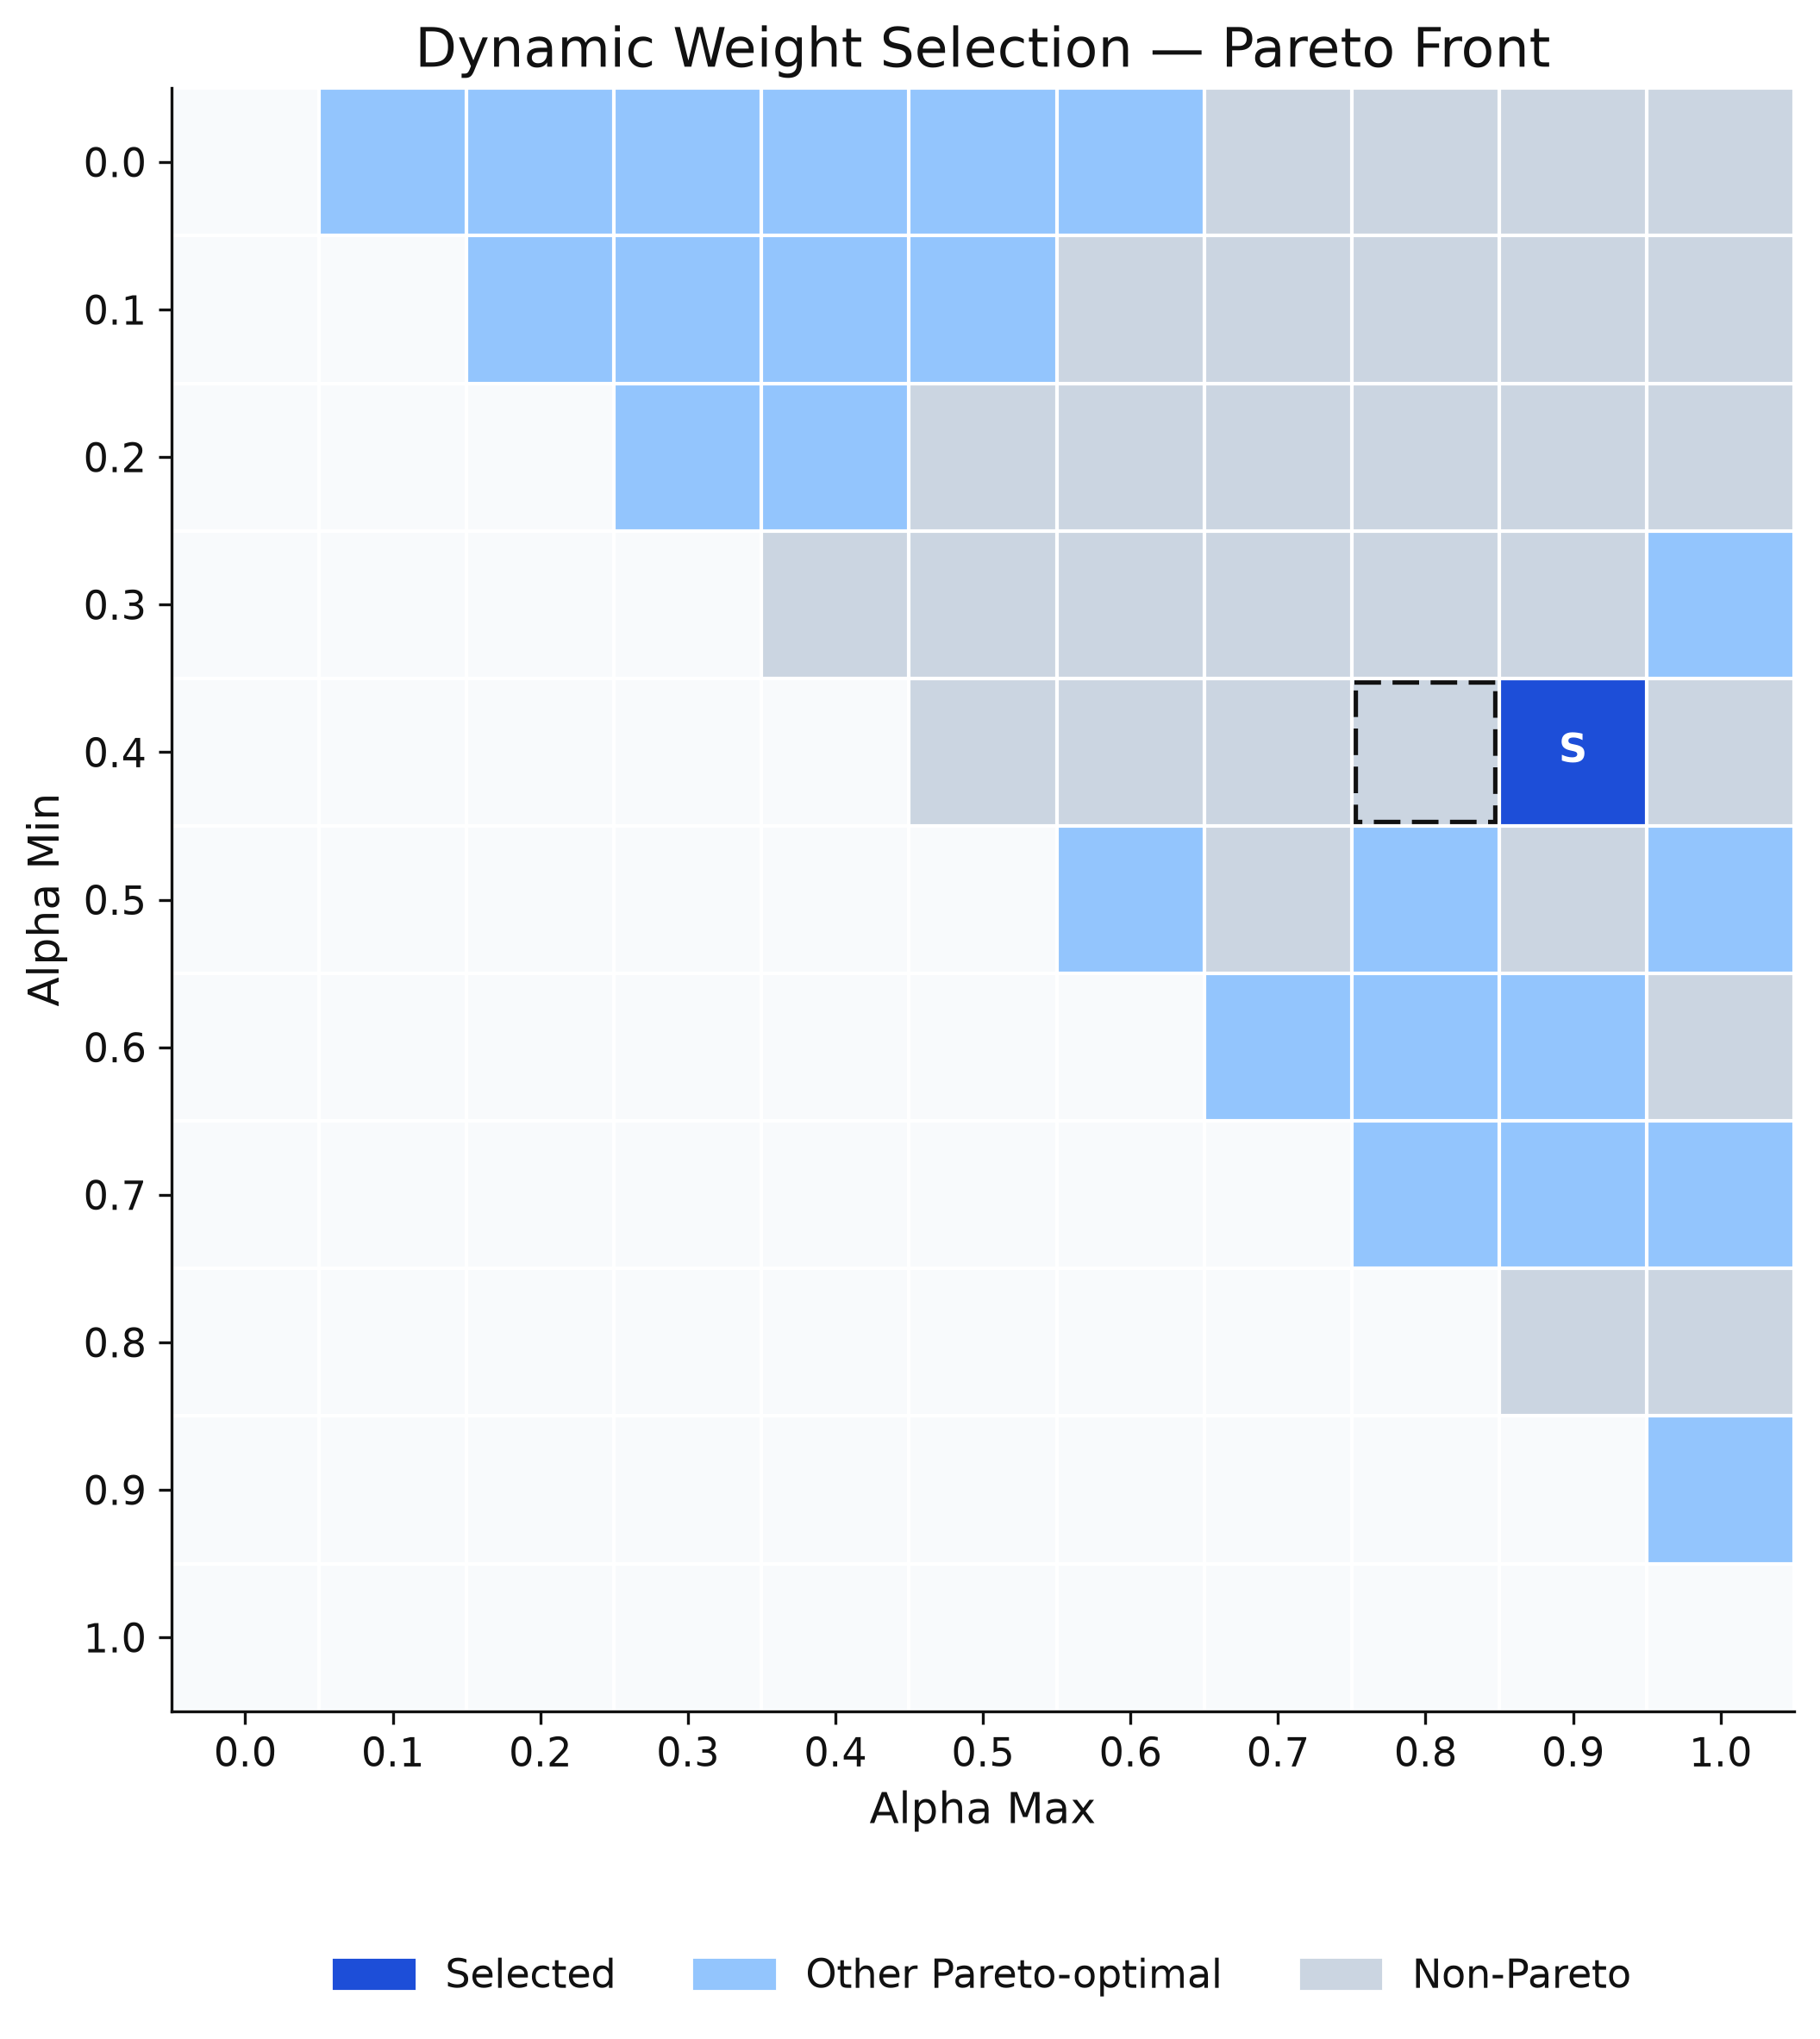 Dynamic Weight Selection — Pareto Front
Alpha Min
0.0
0.1
0.2
0.3
0.4
S
0.5
0.6
0.7
0.8
0.9
1.0
0.0 0.1 0.2 0.3 0.4 0.5 0.6 0.7 0.8 0.9 1.0
Alpha Max
Selected Other Pareto-optimal Non-Pareto